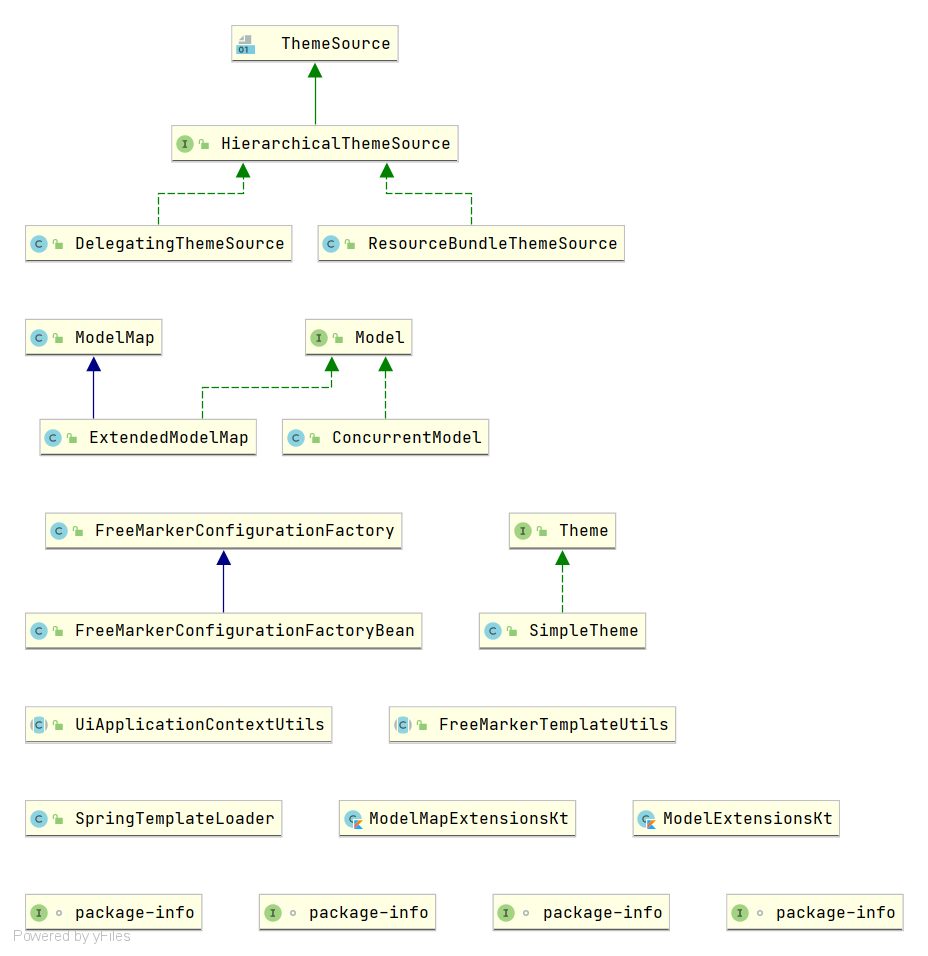 ThemeSource
HierarchicalThemeSource
DelegatingThemeSource
ResourceBundleThemeSource
ModelMap
Model
ExtendedModelMap
ConcurrentModel
FreeMarkerConfigurationFactory
Theme
FreeMarkerConfigurationFactoryBean
SimpleTheme
UiApplicationContextUtils
FreeMarkerTemplateUtils
SpringTemplateLoader
ModelMapExtensionsKt
ModelExtensionsKt
package-info
package-info
package-info
package-info
Powered by yFiles